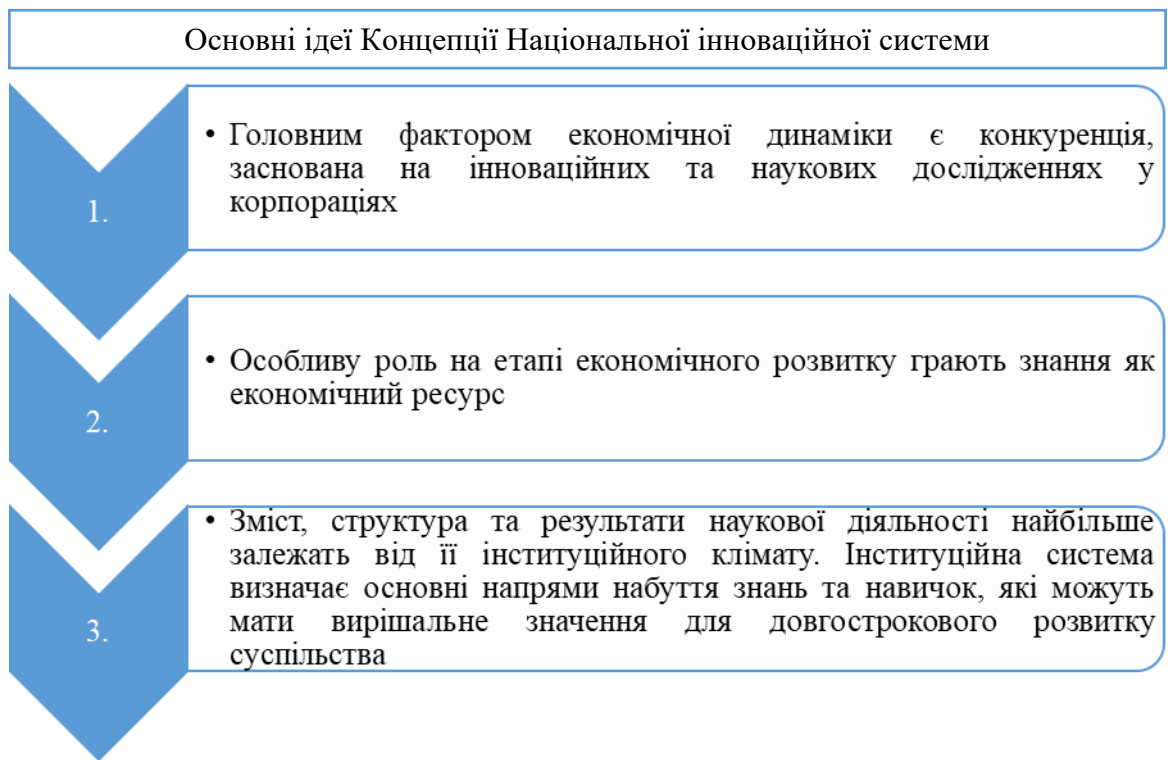 Основні ідеї Концепції Національної інноваційної системи
1.
• Головним фактором економічної динаміки є конкуренція,
заснована на інноваційних та наукових дослідженнях у
корпораціях
2.
• Особливу роль на етапі економічного розвитку грають знання як
економічний ресурс
3.
• Зміст, структура та результати наукової діяльності найбільше
залежать від її інституційного клімату. Інституційна система
визначає основні напрями набуття знань та навичок, які можуть
мати вирішальне значення для довгострокового розвитку
суспільства